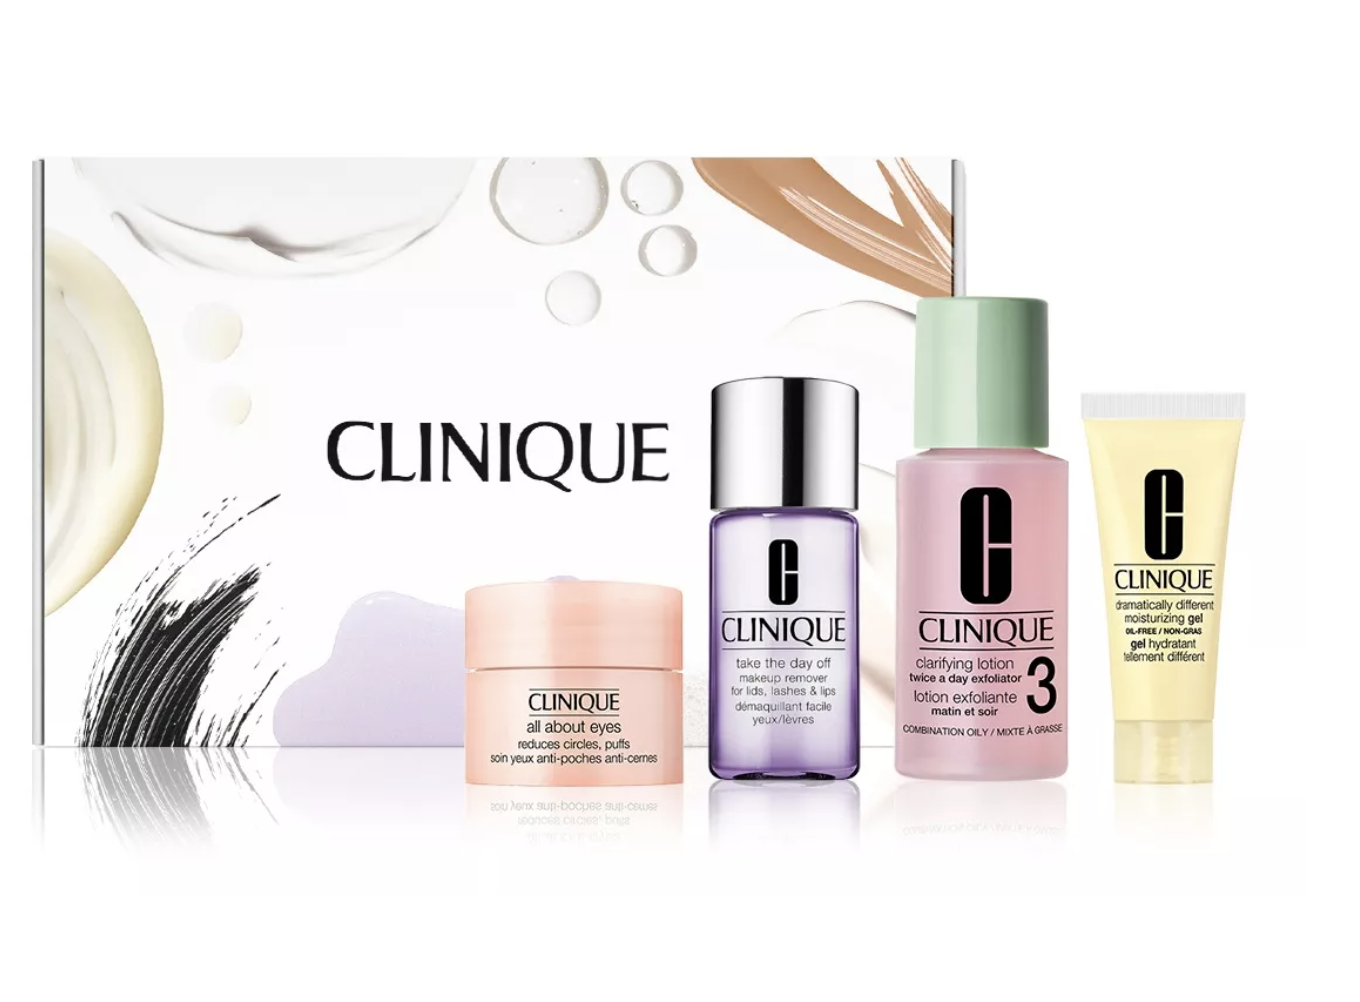 CLINIQUE
CLINIQUE
all about eyes
reduces circles, puffs
soin yeux anti-poches anti-cernes
CLINIQUE
take the day off
makeup remover
for lids, lashes & lips
démaquillant facile
yeux/lèvres
CLINIQUE
clarifying lotion
twice a day exfoliator
3
lotion exfoliante
matin et soir
COMBINATION OILY / MIXTE À GRASSE
CLINIQUE
dramatically different
moisturizing gel
OIL-FREE / NON-GRAS
gel hydratant
tellement différent